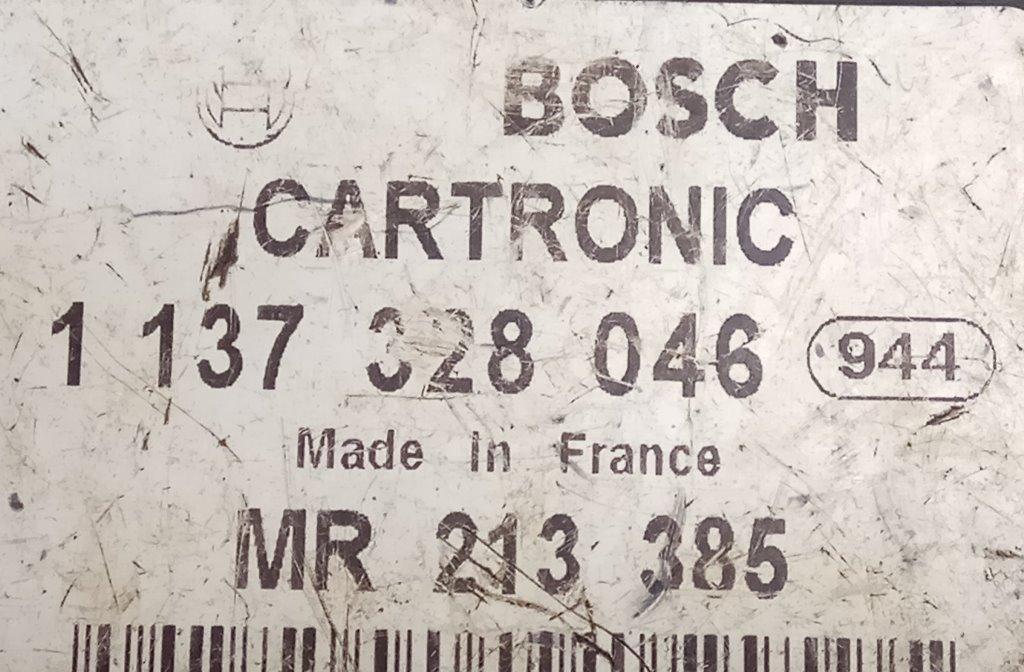 BOSCH
CARTRONIC
1 137 328 046 944
Made in France
MR 213 385